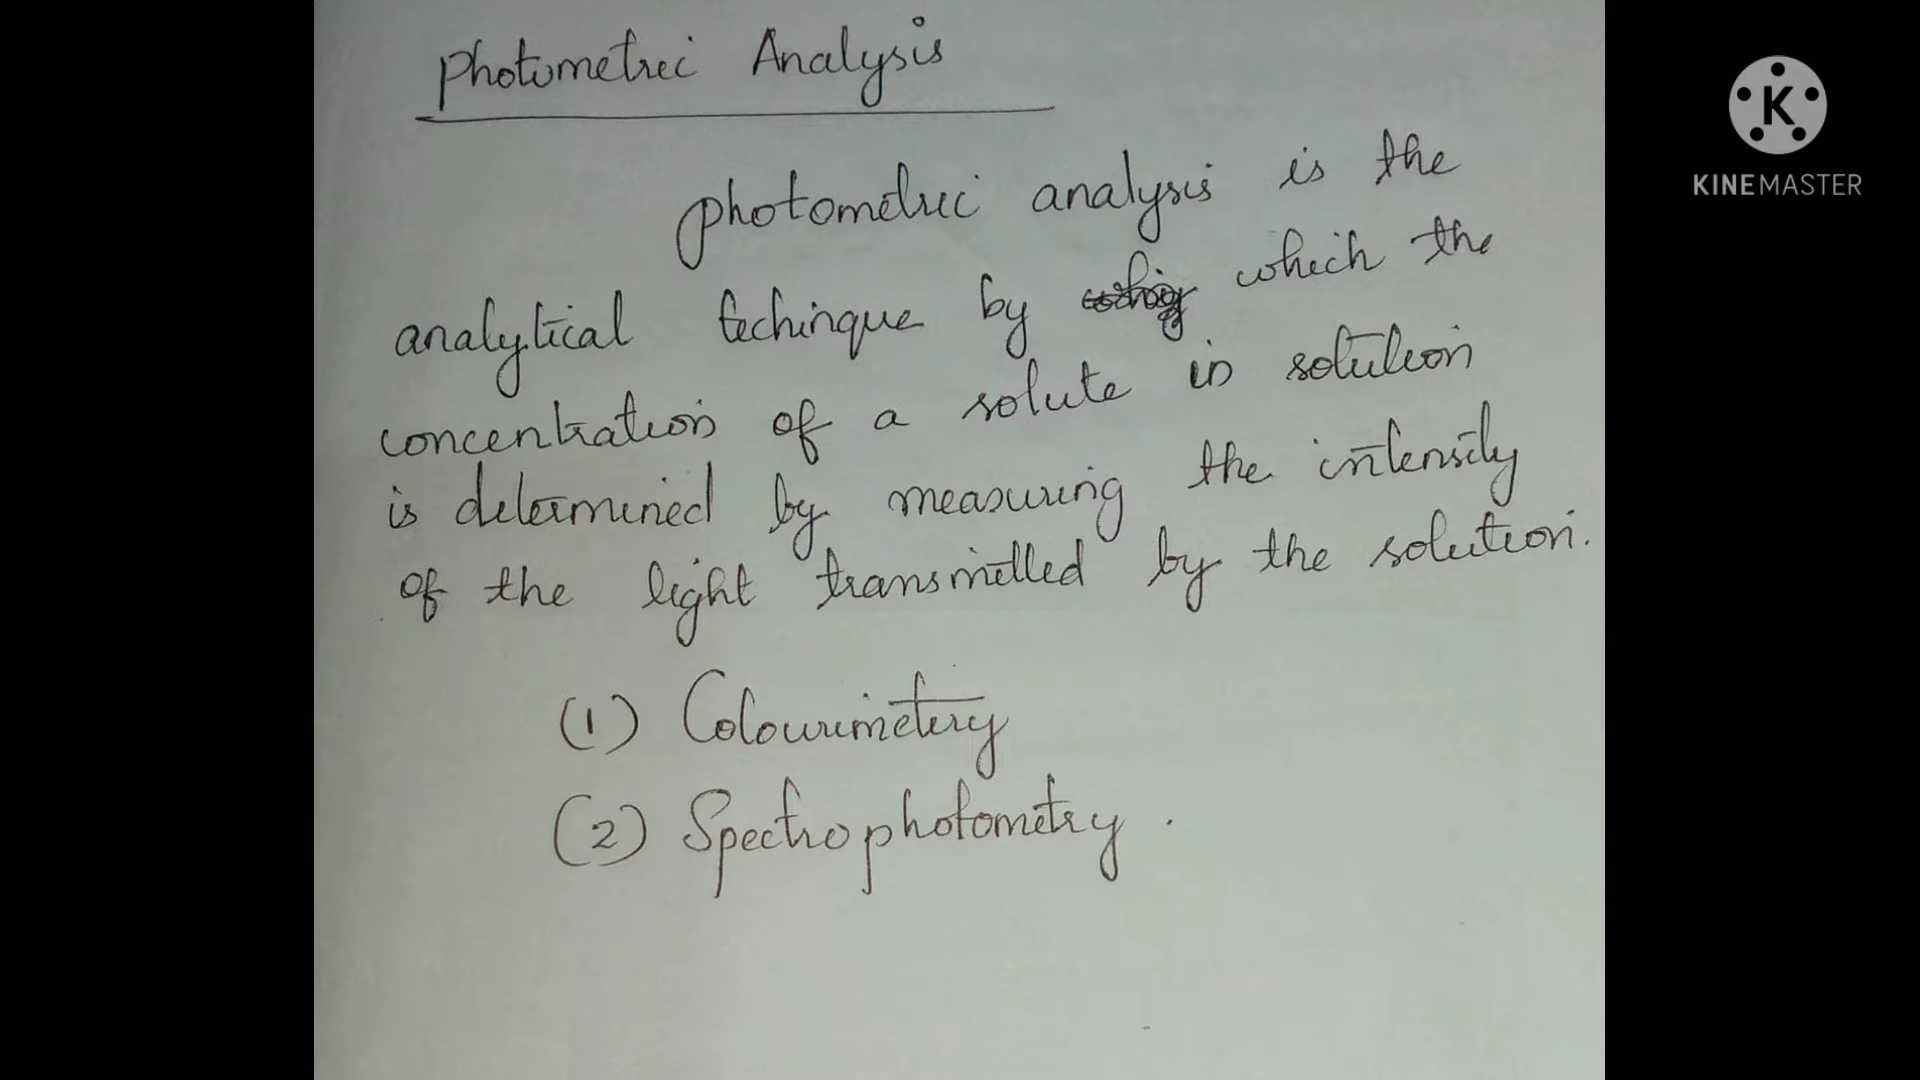 Photometric Analysis
photometric analysis is the
analytical techinque by which the
concentration of a solute in solution
is determined by measuring the intensity
of the light transmitted by the solution.
(1) Colourimetery
(2) Spectrophotometry.
K
KINEMASTER